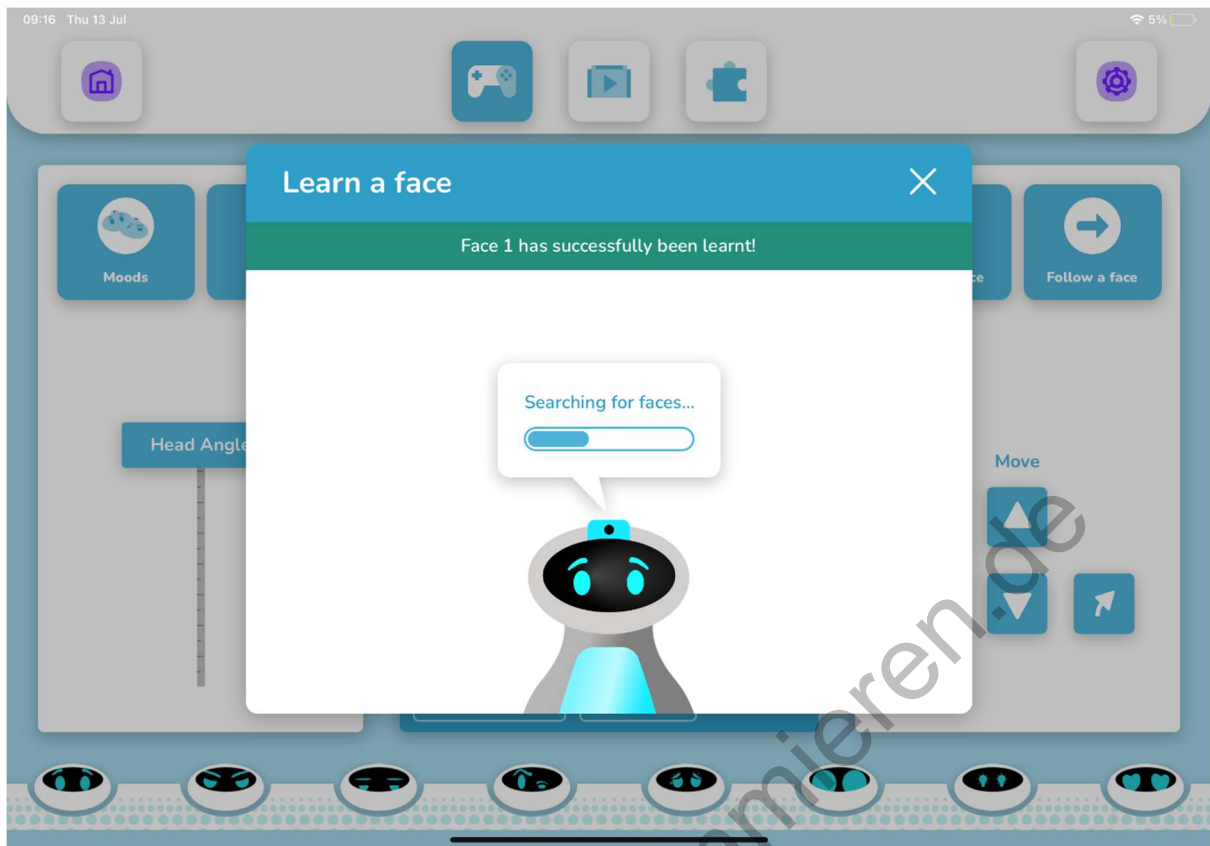 09:16 Thu 13 Jul
5%
Learn a face
Face 1 has successfully been learnt!
Moods
ce
Follow a face
Searching for faces...
Head Angle
Move
mieren.de